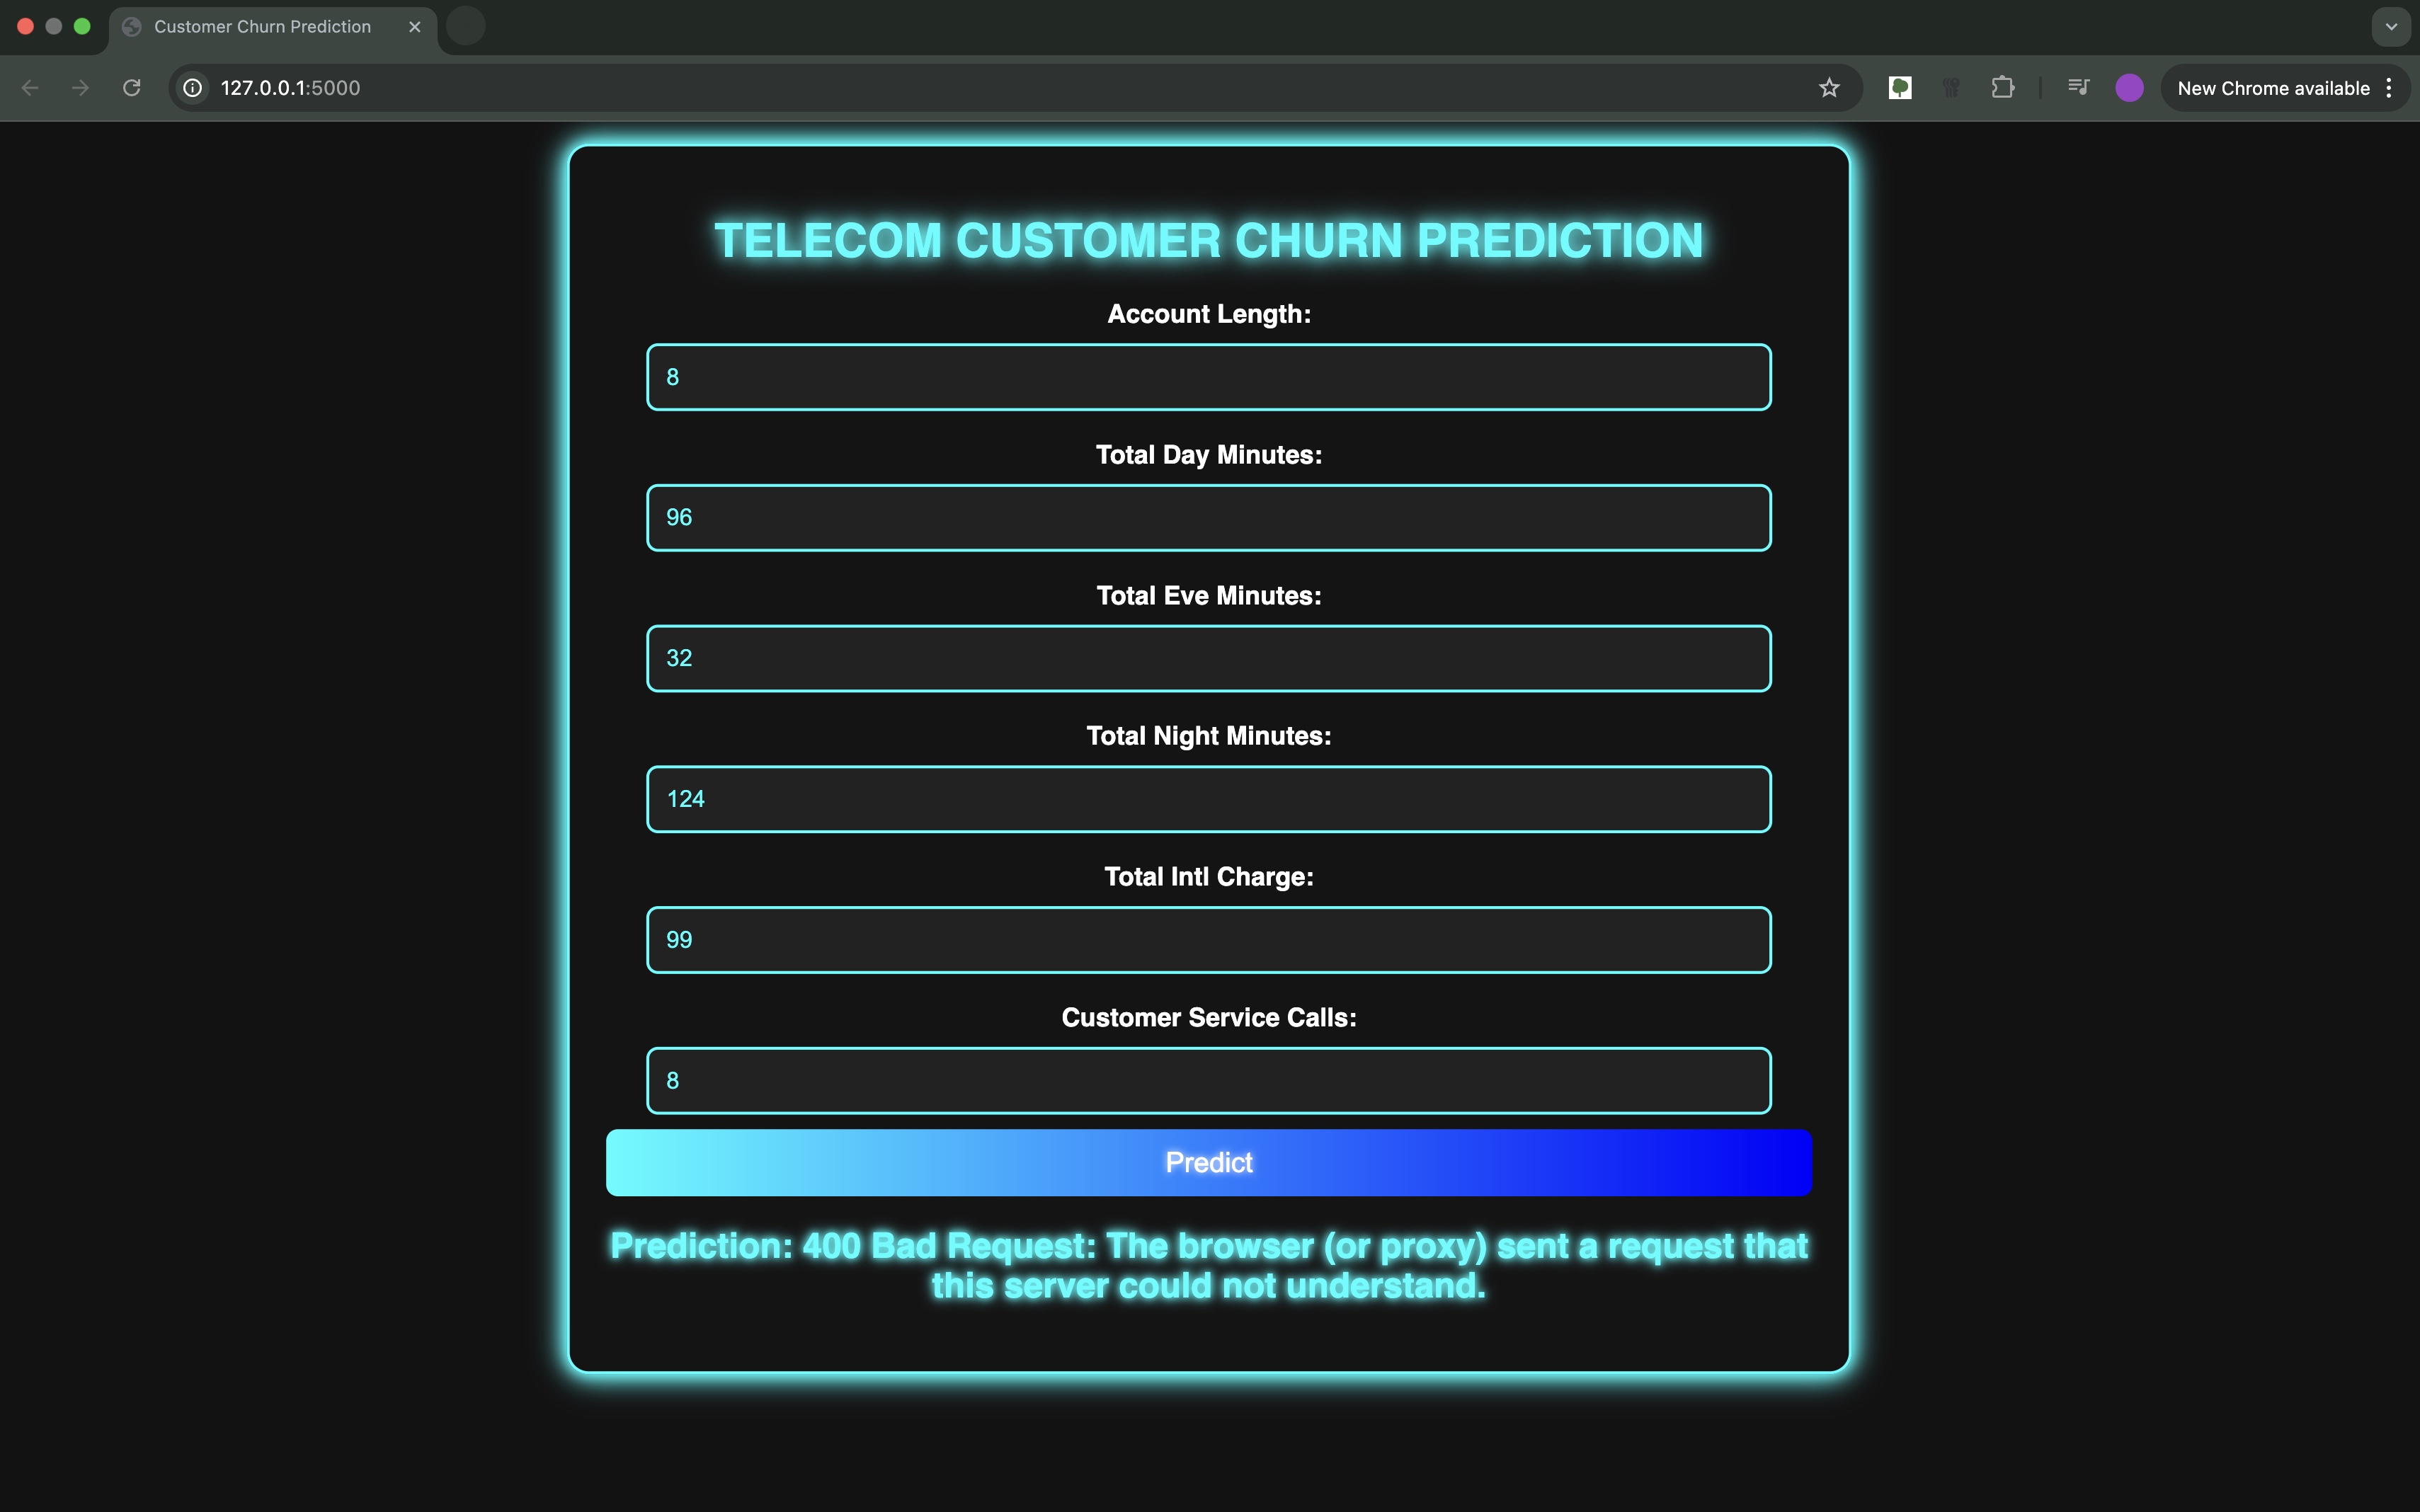 Customer Churn Prediction
127.0.0.1:5000
New Chrome available
TELECOM CUSTOMER CHURN PREDICTION
Account Length:
8
Total Day Minutes:
96
Total Eve Minutes:
32
Total Night Minutes:
124
Total Intl Charge:
99
Customer Service Calls:
8
Predict
Prediction: 400 Bad Request: The browser (or proxy) sent a request that
this server could not understand.